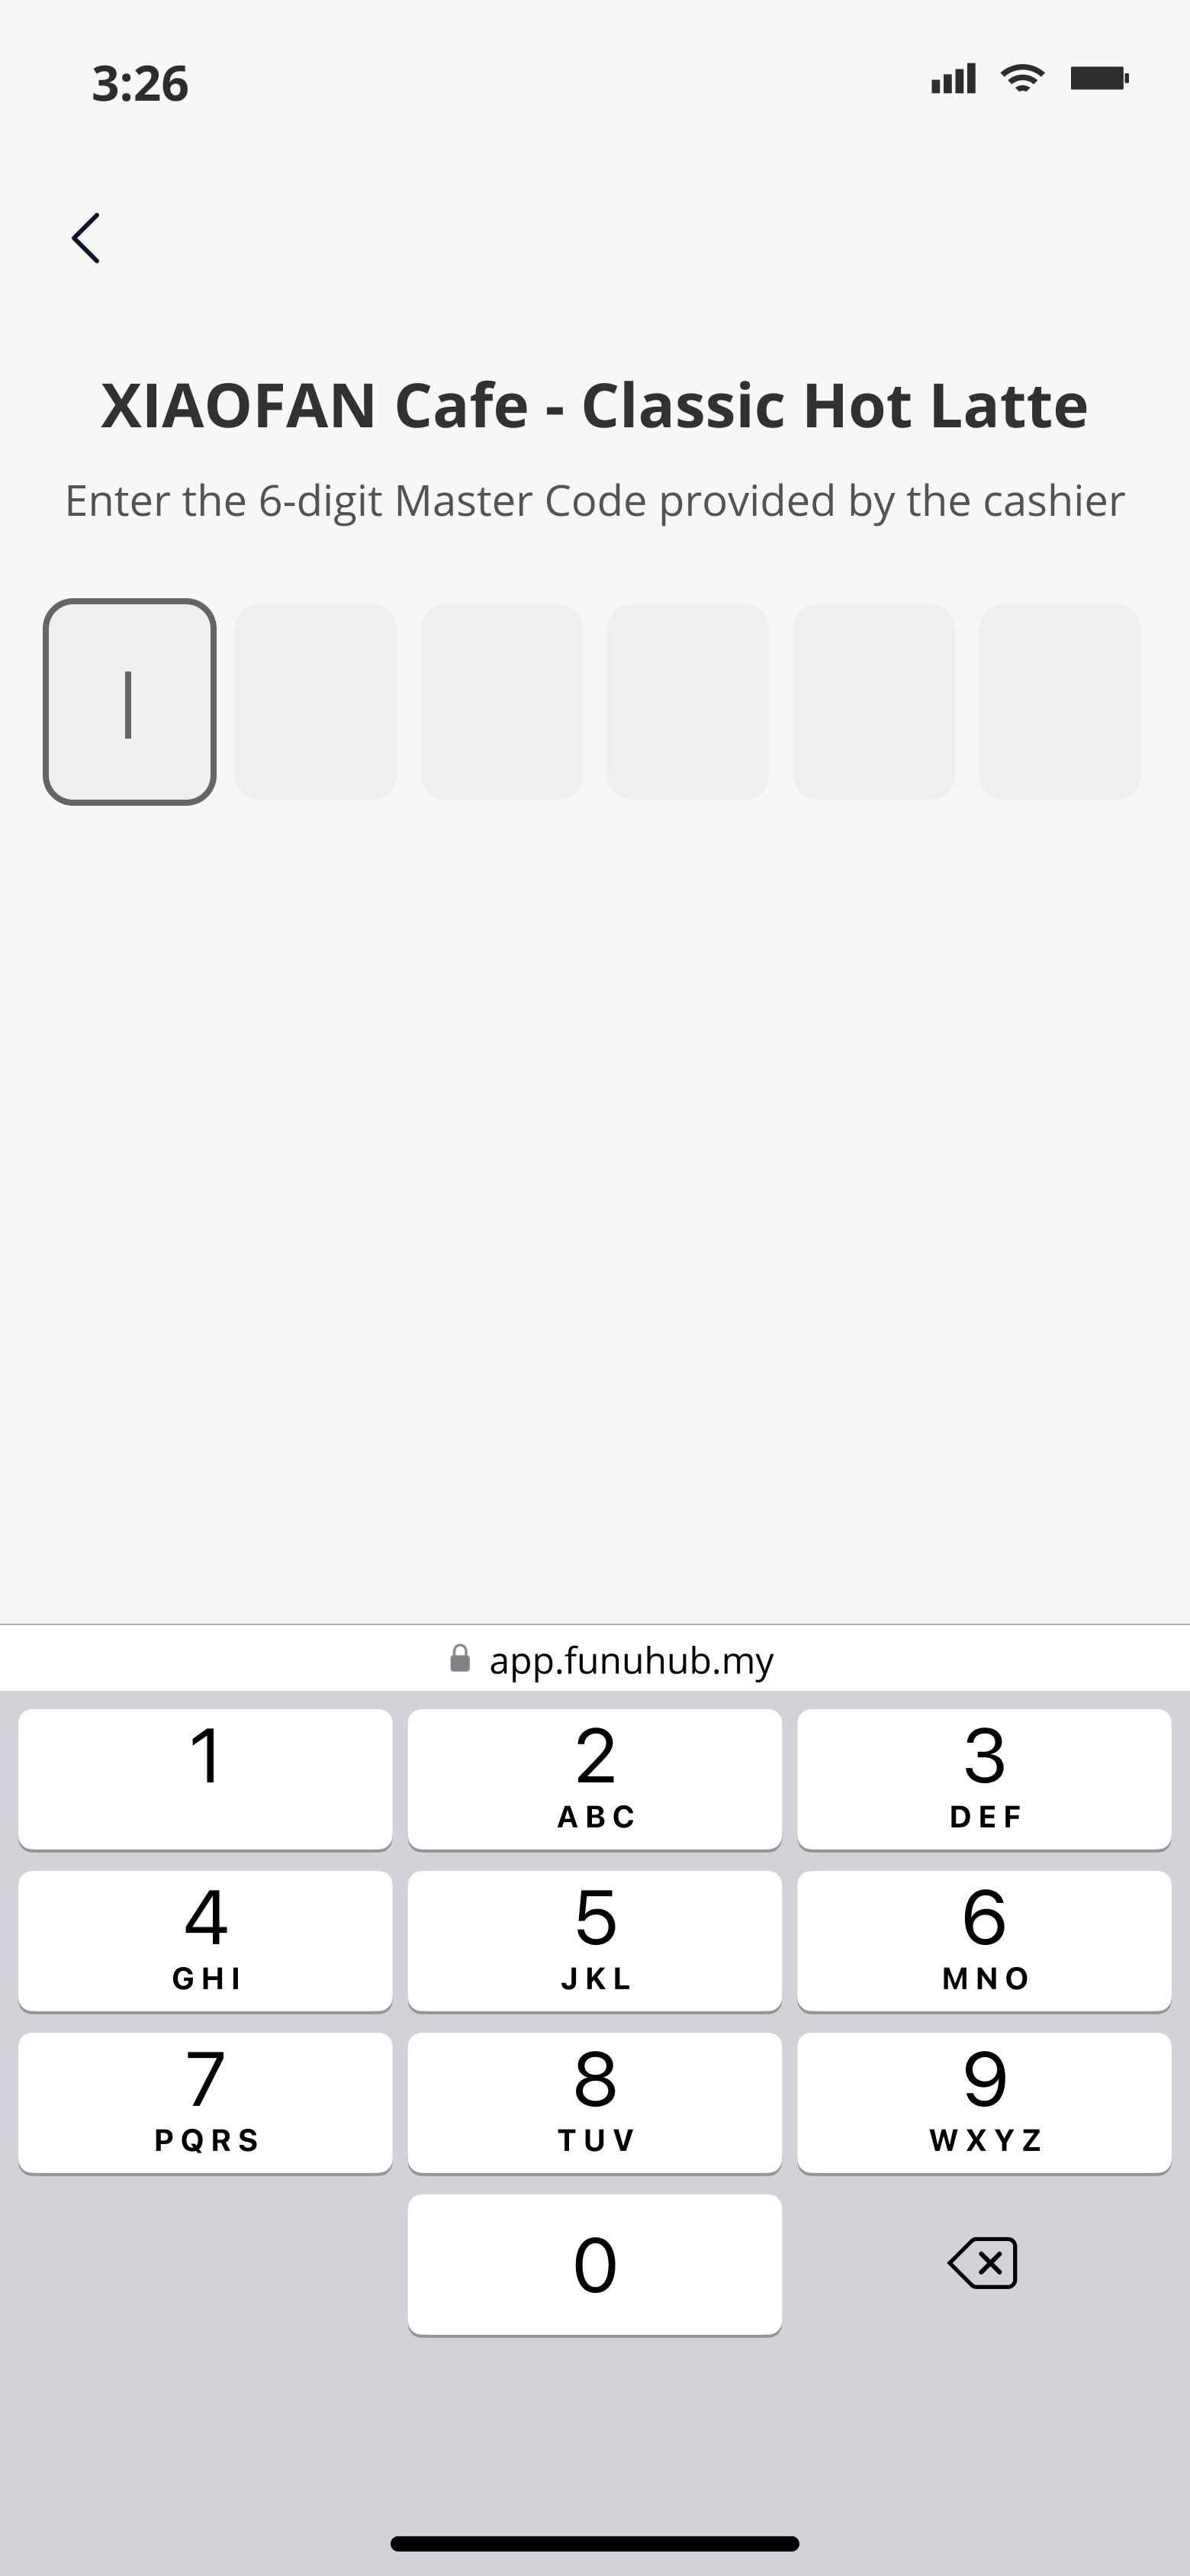 3:26
XIAOFAN Cafe - Classic Hot Latte
Enter the 6-digit Master Code provided by the cashier
app.funuhub.my
1
2
3
ABC
DEF
4
5
6
GHI
JKL
MNO
7
8
9
PQRS
TUV
WXYZ
0